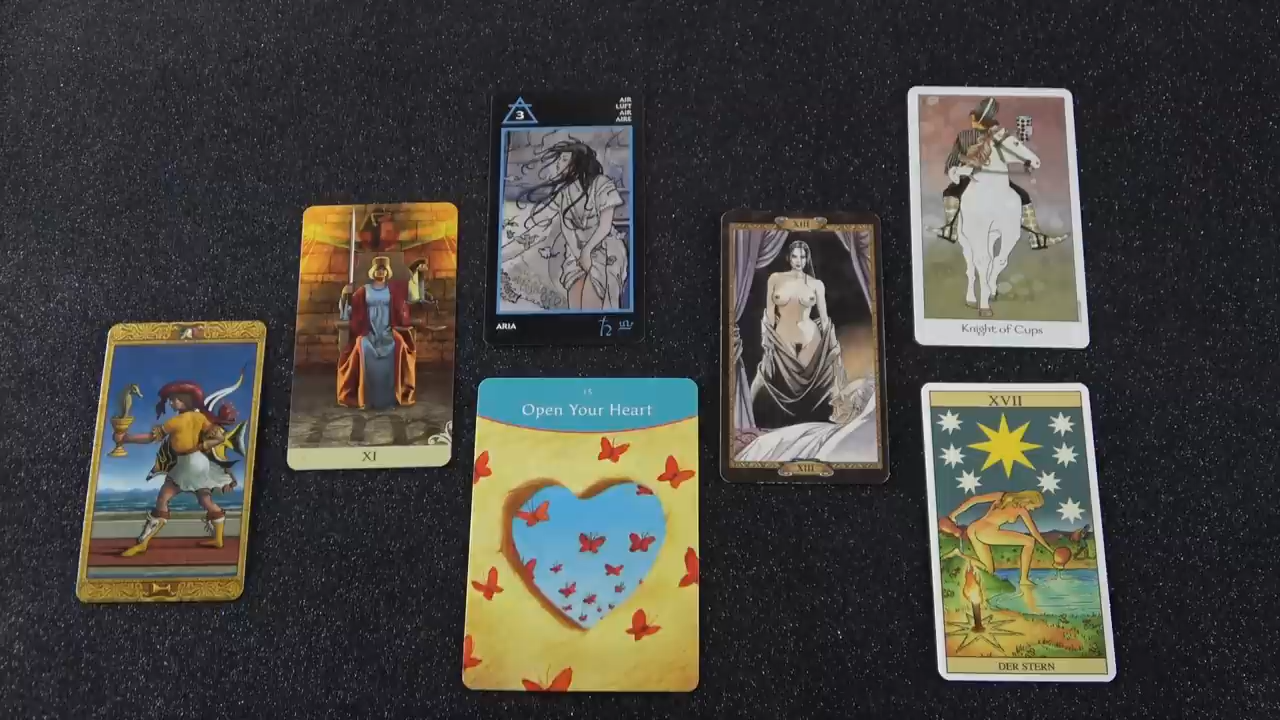 3
AIR
LUFT
AIR
AIRE
ARIA
XI
15
Open Your Heart
XIII
XIII
Knight of Cups
XVII
DER STERN